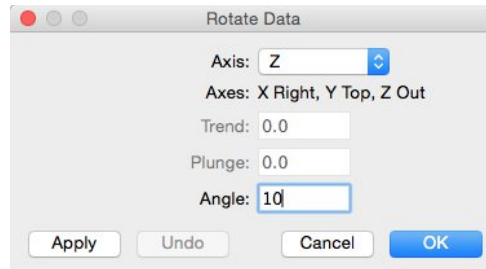 Rotate Data
Axis: Z
Axes: X Right, Y Top, Z Out
Trend: 0.0
Plunge: 0.0
Angle: 10
Apply Undo Cancel OK